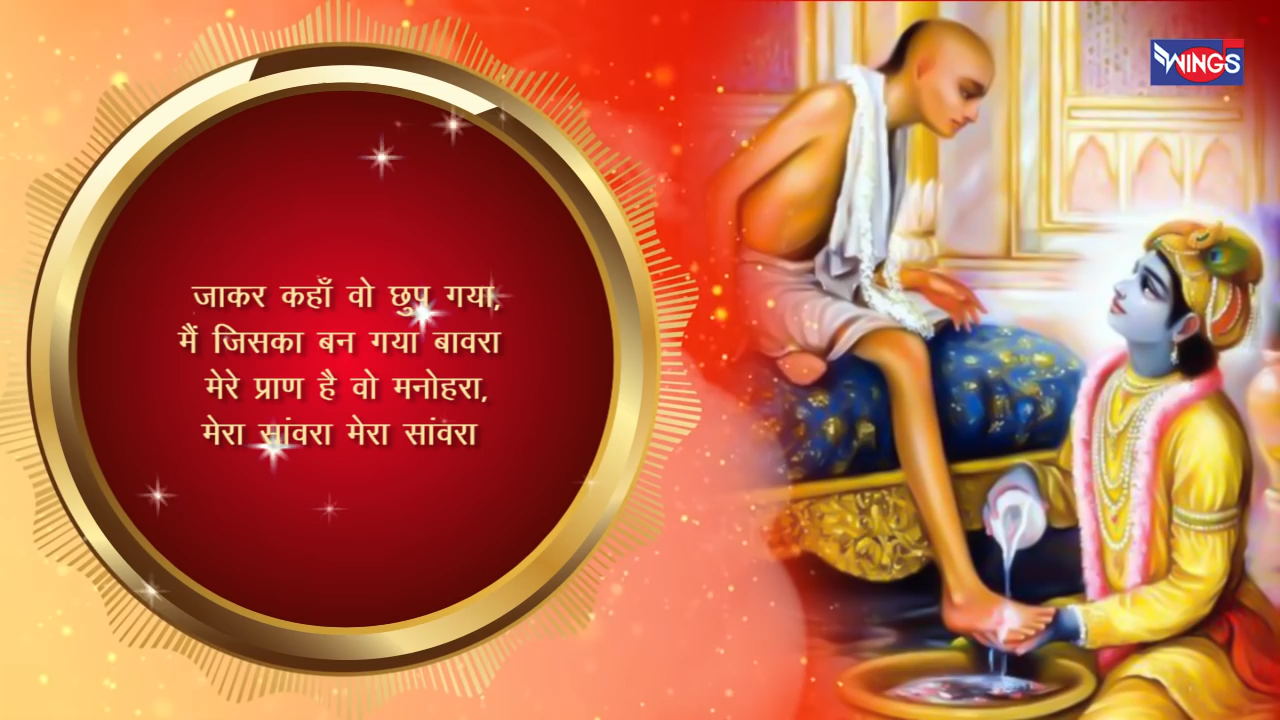 WINGS
जाकर कहाँ वो छुप गया,
मैं जिसका बन गया बावरा
मेरे प्राण है वो मनोहरा,
मेरा सांवरा मेरा सांवरा